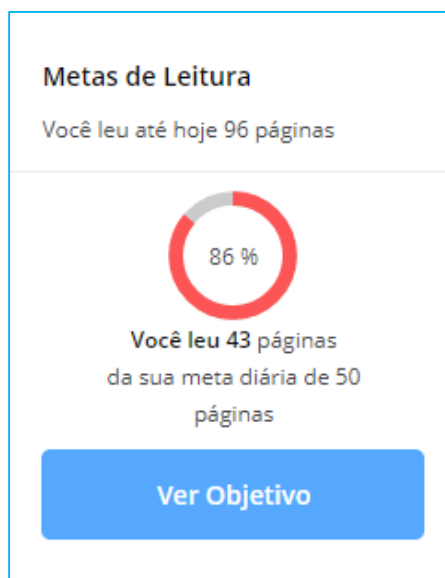 Metas de Leitura
Você leu até hoje 96 páginas
86 %
Você leu 43 páginas
da sua meta diária de 50
páginas
Ver Objetivo